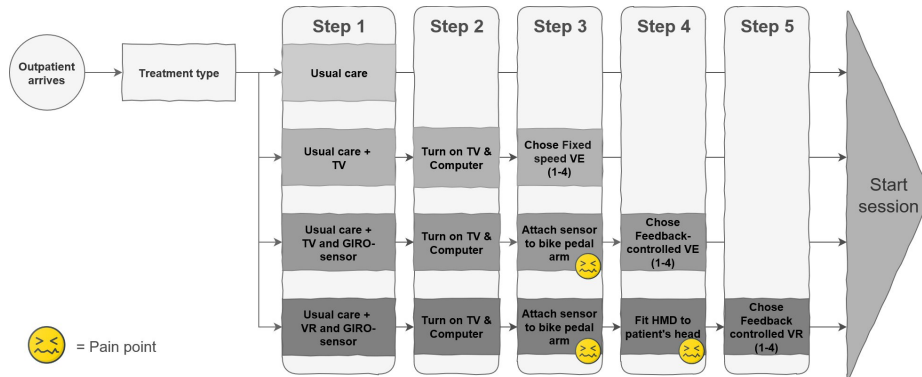 Step 1
Step 2
Step 3
Step 4
Step 5
Outpatient
arrives
Treatment type
Usual care
Usual care +
TV
Turn on TV &
Computer
Chose Fixed
speed VE
(1-4)
Usual care +
TV and GIRO-
sensor
Turn on TV &
Computer
Attach sensor
to bike pedal
arm
Chose
Feedback-
controlled VE
(1-4)
Usual care +
VR and GIRO-
sensor
Turn on TV &
Computer
Attach sensor
to bike pedal
arm
Fit HMD to
patient's head
Chose
Feedback
controlled VR
(1-4)
Start
session
= Pain point